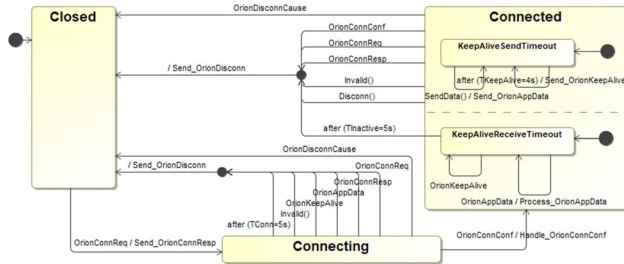 Closed
Connected
OrionDisconnCause
OrionConnConf
OrionConnReq
OrionConnResp
/ Send_OrionDisconn
Invalid()
Disconn()
KeepAliveSendTimeout
after (TKeepAlive=4s) / Send_OrionKeepAlive
SendData() / Send_OrionAppData
after (TInactive=5s)
KeepAliveReceiveTimeout
OrionKeepAlive
OrionAppData / Process_OrionAppData
OrionDisconnCause
/ Send_OrionDisconn
OrionConnReq
OrionConnResp
OrionAppData
OrionKeepAlive
Invalid()
after (TConn=5s)
OrionConnReq / Send_OrionConnResp
Connecting
OrionConnConf / Handle_OrionConnConf